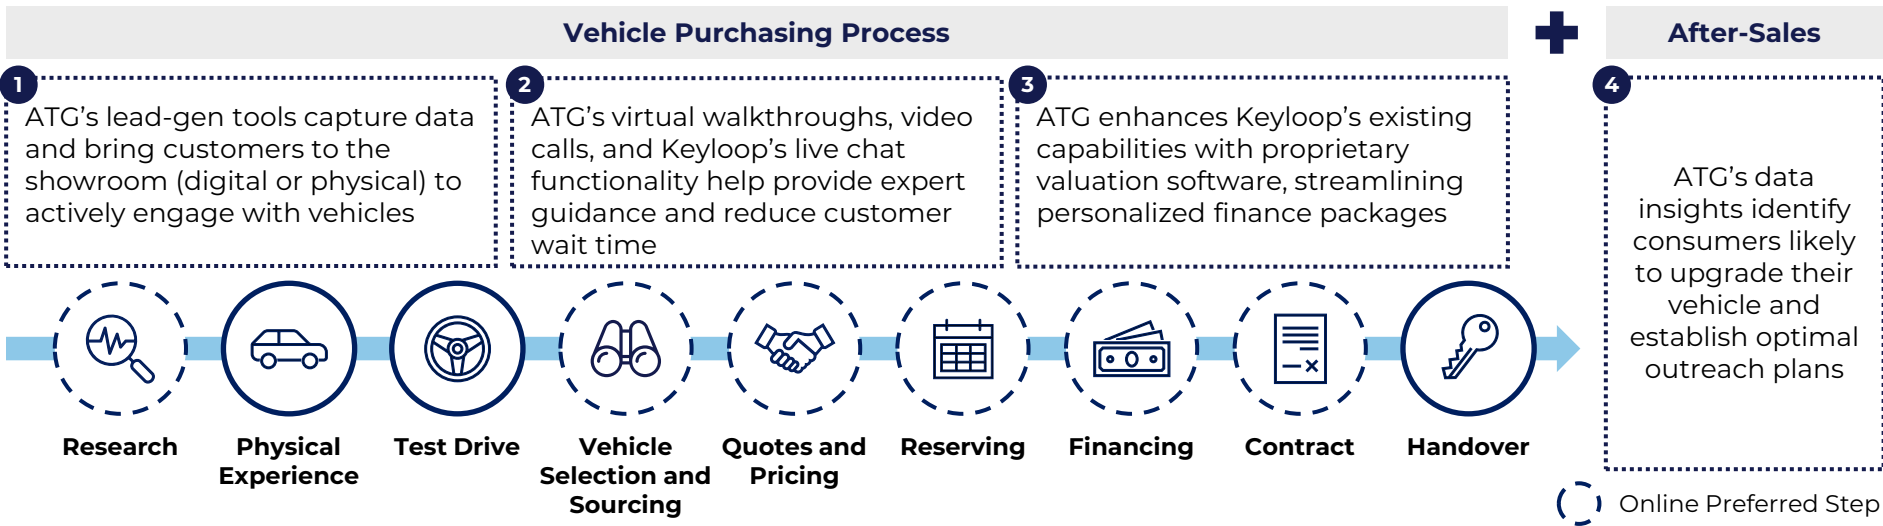 Vehicle Purchasing Process
After-Sales
1
ATG’s lead-gen tools capture data
and bring customers to the
showroom (digital or physical) to
actively engage with vehicles
2
ATG’s virtual walkthroughs, video
calls, and Keyloop’s live chat
functionality help provide expert
guidance and reduce customer
wait time
3
ATG enhances Keyloop’s existing
capabilities with proprietary
valuation software, streamlining
personalized finance packages
4
ATG’s data
insights identify
consumers likely
to upgrade their
vehicle and
establish optimal
outreach plans
Research
Physical
Experience
Test Drive
Vehicle
Selection and
Sourcing
Quotes and
Pricing
Reserving
Financing
Contract
Handover
Online Preferred Step